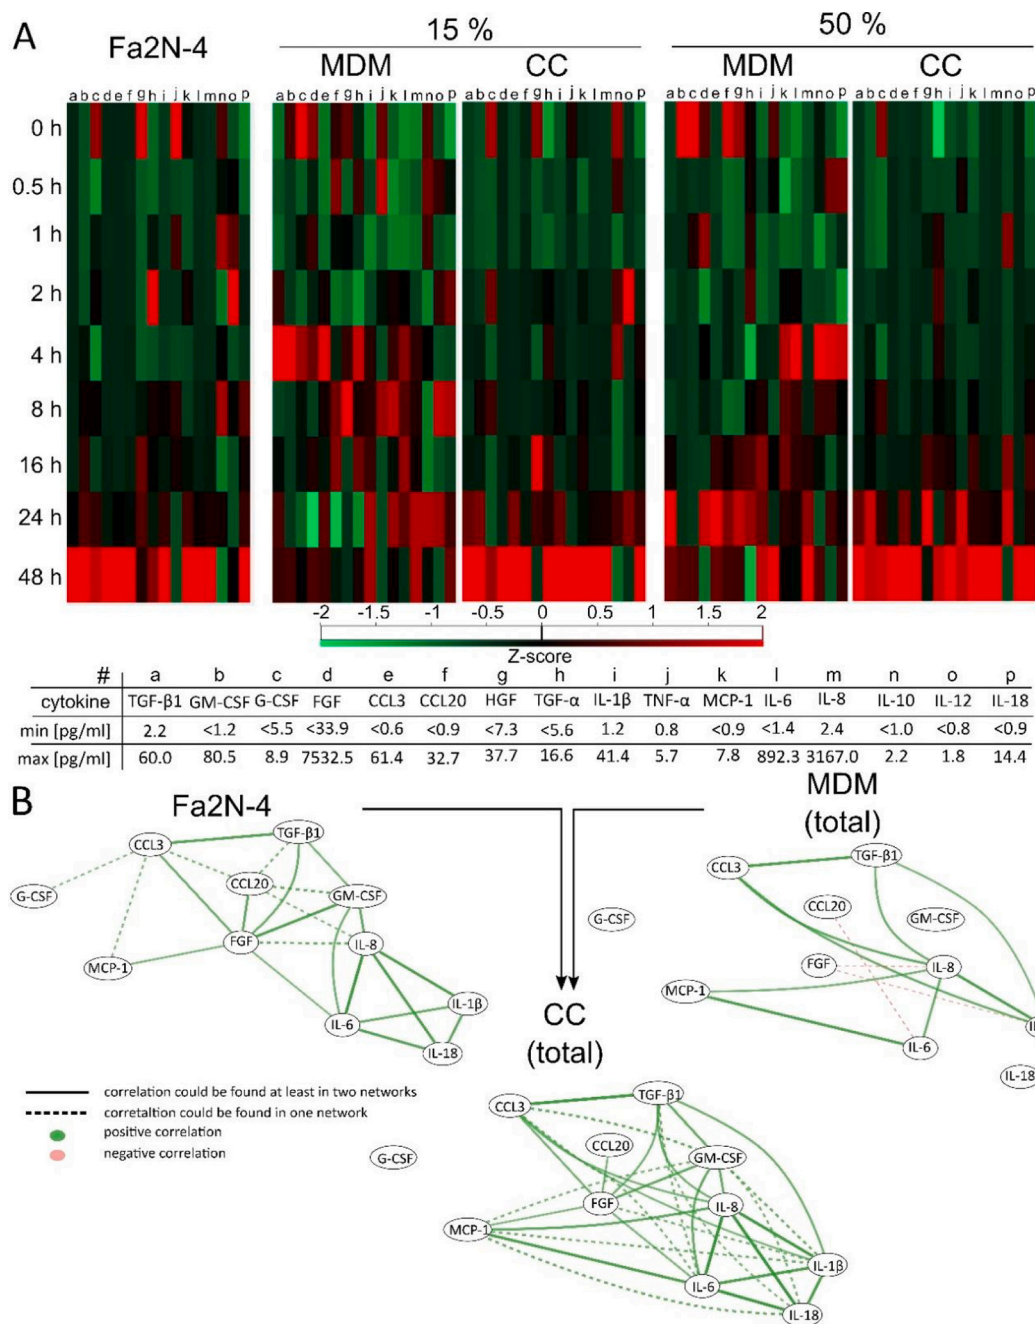 A
Fa2N-4
15 %
50 %
MDM
CC
MDM
CC
a b c d e f g h i j k l m n o p
a b c d e f g h i j k l m n o p
a b c d e f g h i j k l m n o p
a b c d e f g h i j k l m n o p
a b c d e f g h i j k l m n o p
0 h
0.5 h
1 h
2 h
4 h
8 h
16 h
24 h
48 h
-2 -1.5 -1 -0.5 0 0.5 1 1.5 2
Z-score
# a b c d e f g h i j k l m n o p
cytokine TGF-β1 GM-CSF G-CSF FGF CCL3 CCL20 HGF TGF-α IL-1β TNF-α MCP-1 IL-6 IL-8 IL-10 IL-12 IL-18
min [pg/ml] 2.2 <1.2 <5.5 <33.9 <0.6 <0.9 <7.3 <5.6 1.2 0.8 <0.9 <1.4 2.4 <1.0 <0.8 <0.9
max [pg/ml] 60.0 80.5 8.9 7532.5 61.4 32.7 37.7 16.6 41.4 5.7 7.8 892.3 3167.0 2.2 1.8 14.4
B
Fa2N-4
MDM
(total)
TGF-β1
CCL3
CCL20
G-CSF
GM-CSF
FGF
IL-8
MCP-1
IL-1β
IL-6
IL-18
G-CSF
TGF-β1
CCL3
CCL20
GM-CSF
FGF
IL-8
MCP-1
IL-6
IL-18
CC
(total)
correlation could be found at least in two networks
corretaltion could be found in one network
positive correlation
negative correlation
TGF-β1
CCL3
CCL20
GM-CSF
G-CSF
FGF
IL-8
MCP-1
IL-1β
IL-6
IL-18